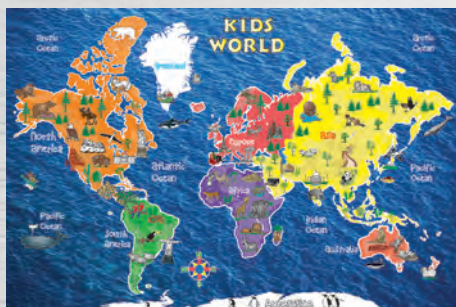 KIDS
WORLD
Arctic
Ocean
Arctic
Ocean
Greenland
North
America
Europe
Asia
Atlantic
Ocean
Pacific
Ocean
Africa
Pacific
Ocean
South
America
Indian
Ocean
Australia
Antarctica